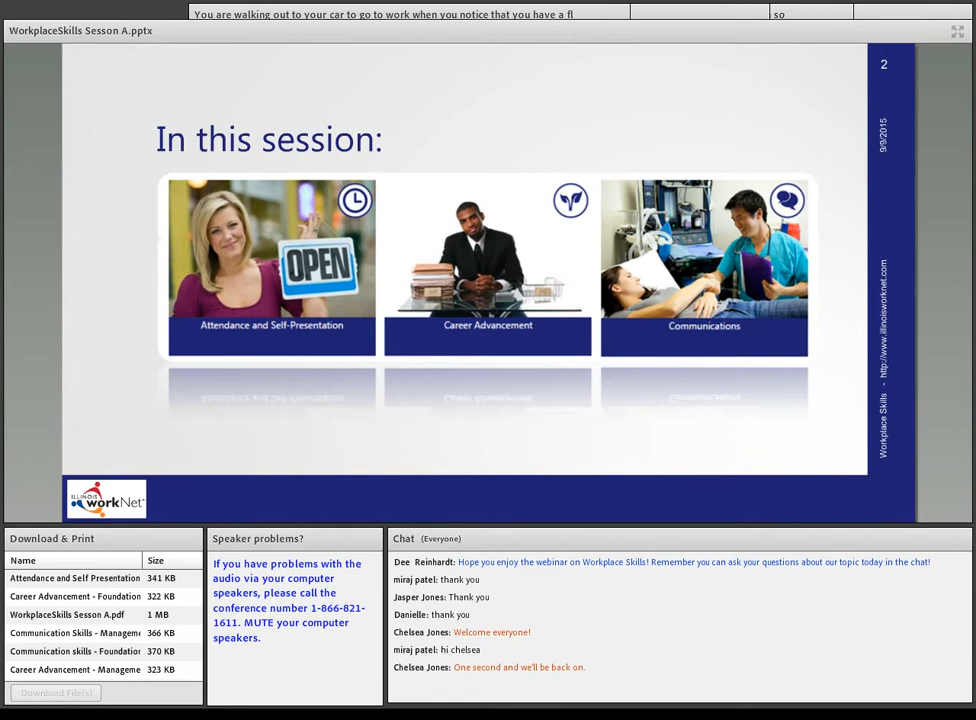 You are walking out to your car to go to work when you notice that you have a fl
so
WorkplaceSkills Sesson A.pptx
2
9/9/2015
Workplace Skills - http://www.illinoisworknet.com
In this session:
OPEN
Attendance and Self-Presentation
Career Advancement
Communications
ILLINOIS
workNet
Download & Print
Name Size
Attendance and Self Presentation 341 KB
Career Advancement - Foundation 322 KB
WorkplaceSkills Sesson A.pdf 1 MB
Communication Skills - Manageme 366 KB
Communication skills - Foundation 370 KB
Career Advancement - Manageme 323 KB
Download File(s)
Speaker problems?
If you have problems with the
audio via your computer
speakers, please call the
conference number 1-866-821-
1611. MUTE your computer
speakers.
Chat (Everyone)
Dee Reinhardt: Hope you enjoy the webinar on Workplace Skills! Remember you can ask your questions about our topic today in the chat!
miraj patel: thank you
Jasper Jones: Thank you
Danielle: thank you
Chelsea Jones: Welcome everyone!
miraj patel: hi chelsea
Chelsea Jones: One second and we'll be back on.